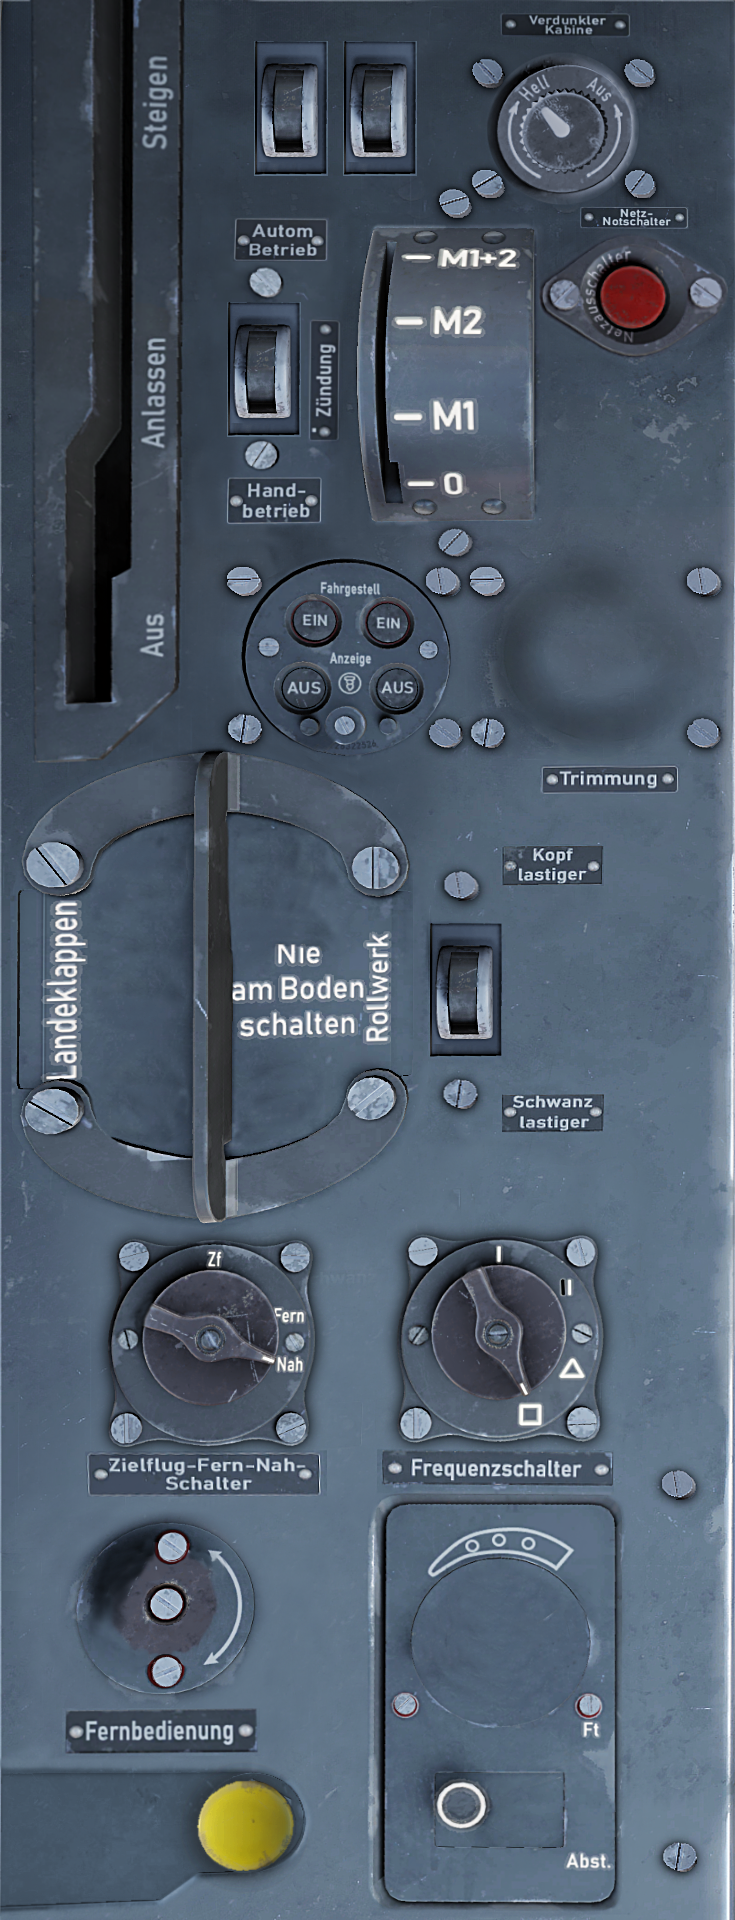 Verdunkler
Kabine
Hell
Aus
Steigen
Anlassen
Aus
Netz-
Notschalter
Netzausschalter
Autom
Betrieb
Zündung
Hand-
betrieb
M1+2
M2
M1
0
Fahrgestell
EIN EIN
Anzeige
AUS AUS
Trimmung
Kopf
lastiger
Schwanz
lastiger
Landeklappen
Nie
am Boden
schalten
Rollwerk
Zf
Fern
Nah
Zielflug-Fern-Nah-
Schalter
I
II
Frequenzschalter
Fernbedienung
Ft
Abst.